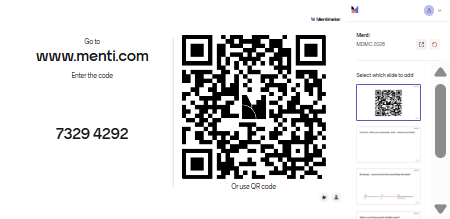 Go to
www.menti.com
Enter the code
7329 4292
Mentimeter
Or use QR code
Menti
MDMC 2026
Select which slide to add